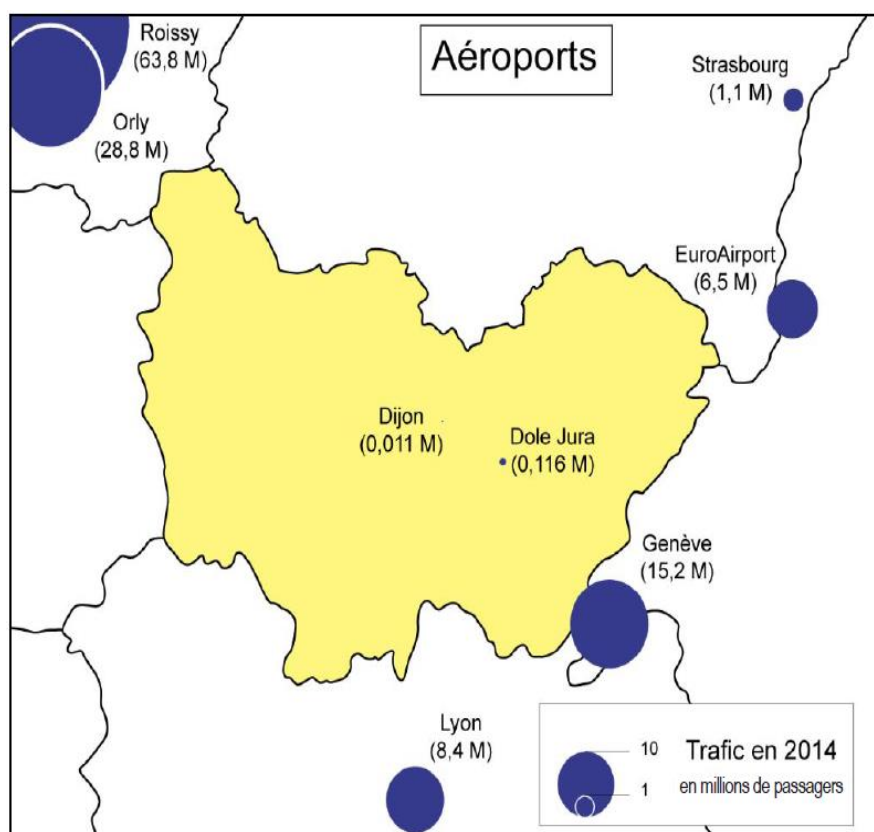 Roissy
(63,8 M)
Aéroports
Strasbourg
(1,1 M)
Orly
(28,8 M)
EuroAirport
(6,5 M)
Dijon
(0,011 M)
Dole Jura
(0,116 M)
Genève
(15,2 M)
Lyon
(8,4 M)
10
Trafic en 2014
1
en millions de passagers